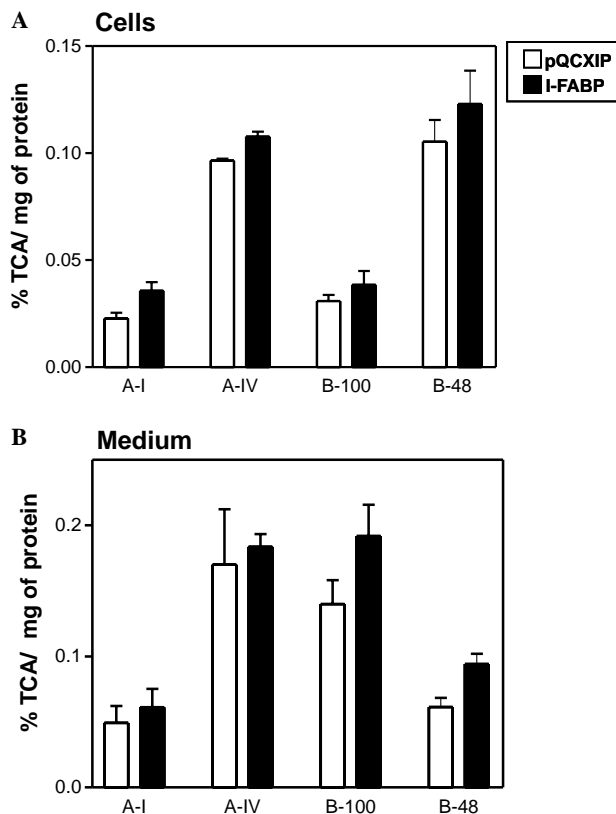 A Cells
pQCXIP
I-FABP
% TCA/ mg of protein
0.15
0.10
0.05
0.00
A-I A-IV B-100 B-48
B Medium
% TCA/ mg of protein
0.2
0.1
0.0
A-I A-IV B-100 B-48